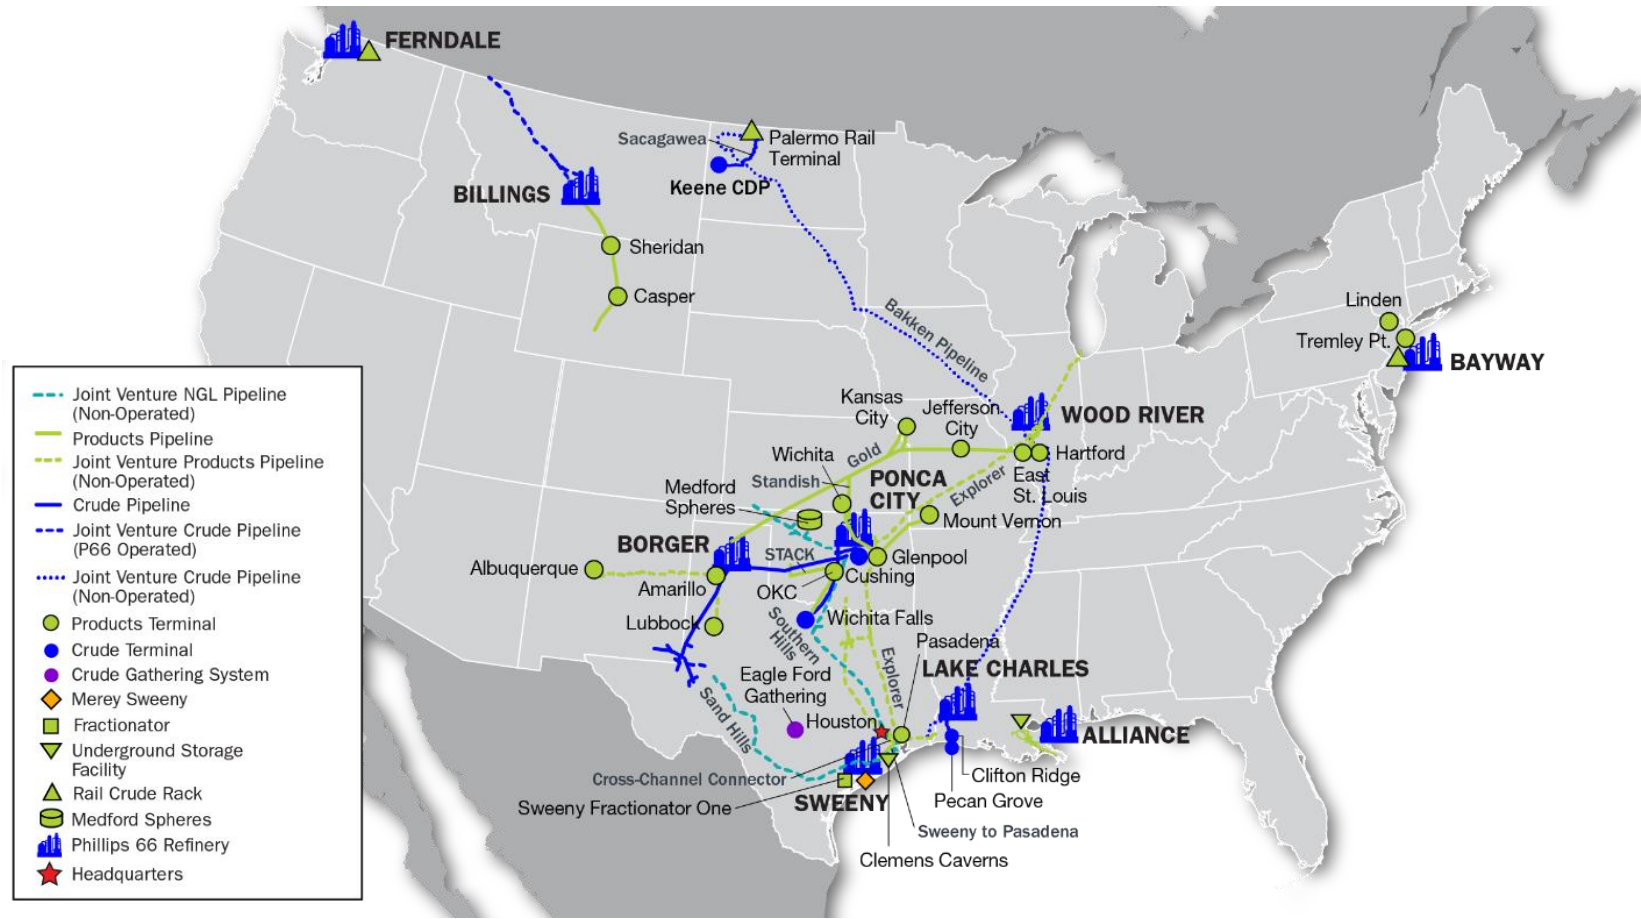 FERNDALE
Sacagawea
Palermo Rail
Terminal
Keene CDP
BILLINGS
Sheridan
Casper
Bakken Pipeline
Linden
Tremley Pt.
BAYWAY
Kansas
City
Jefferson
City
WOOD RIVER
Hartford
East
St. Louis
Gold
Wichita
Standish
PONCA
CITY
Explorer
Medford
Spheres
Mount Vernon
BORGER
STACK
Glenpool
Albuquerque
Cushing
Amarillo
OKC
Lubbock
Wichita Falls
Southern
Hills
Pasadena
LAKE CHARLES
Explorer
Eagle Ford
Gathering
Sand Hills
Houston
ALLIANCE
Cross-Channel Connector
Clifton Ridge
Sweeny Fractionator One
SWEENY
Pecan Grove
Sweeny to Pasadena
Clemens Caverns
Joint Venture NGL Pipeline
(Non-Operated)
Products Pipeline
Joint Venture Products Pipeline
(Non-Operated)
Crude Pipeline
Joint Venture Crude Pipeline
(P66 Operated)
Joint Venture Crude Pipeline
(Non-Operated)
Products Terminal
Crude Terminal
Crude Gathering System
Merey Sweeny
Fractionator
Underground Storage
Facility
Rail Crude Rack
Medford Spheres
Phillips 66 Refinery
Headquarters